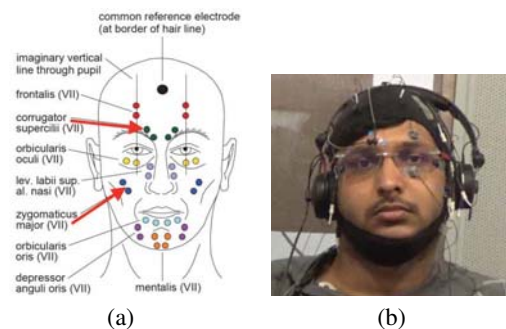 common reference electrode
(at border of hair line)
imaginary vertical
line through pupil
frontalis (VII)
corrugator
supercilii (VII)
orbicularis
oculi (VII)
lev. labii sup.
al. nasi (VII)
zygomaticus
major (VII)
orbicularis
oris (VII)
depressor
anguli oris (VII)
mentalis (VII)
(a)
(b)